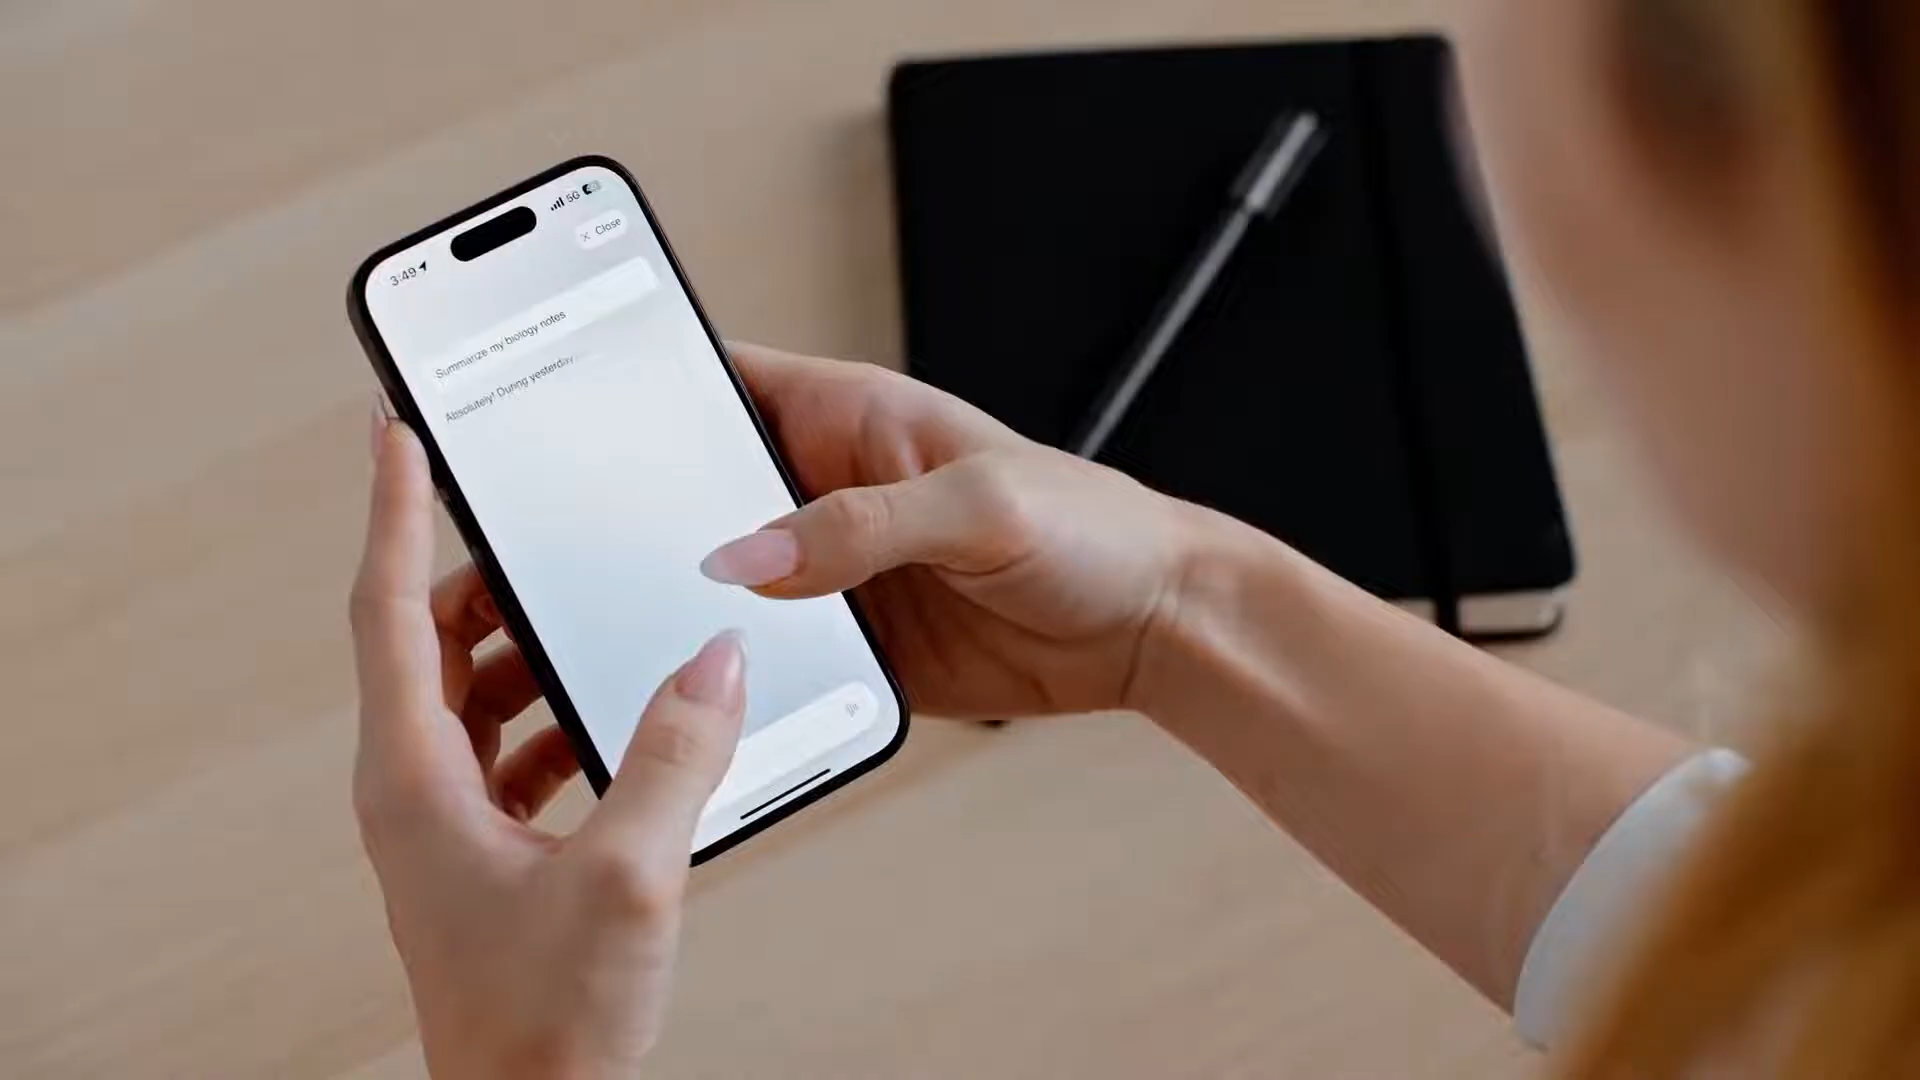 3:49
5G
Close
Summarize my biology notes
Absolutely! During yesterday